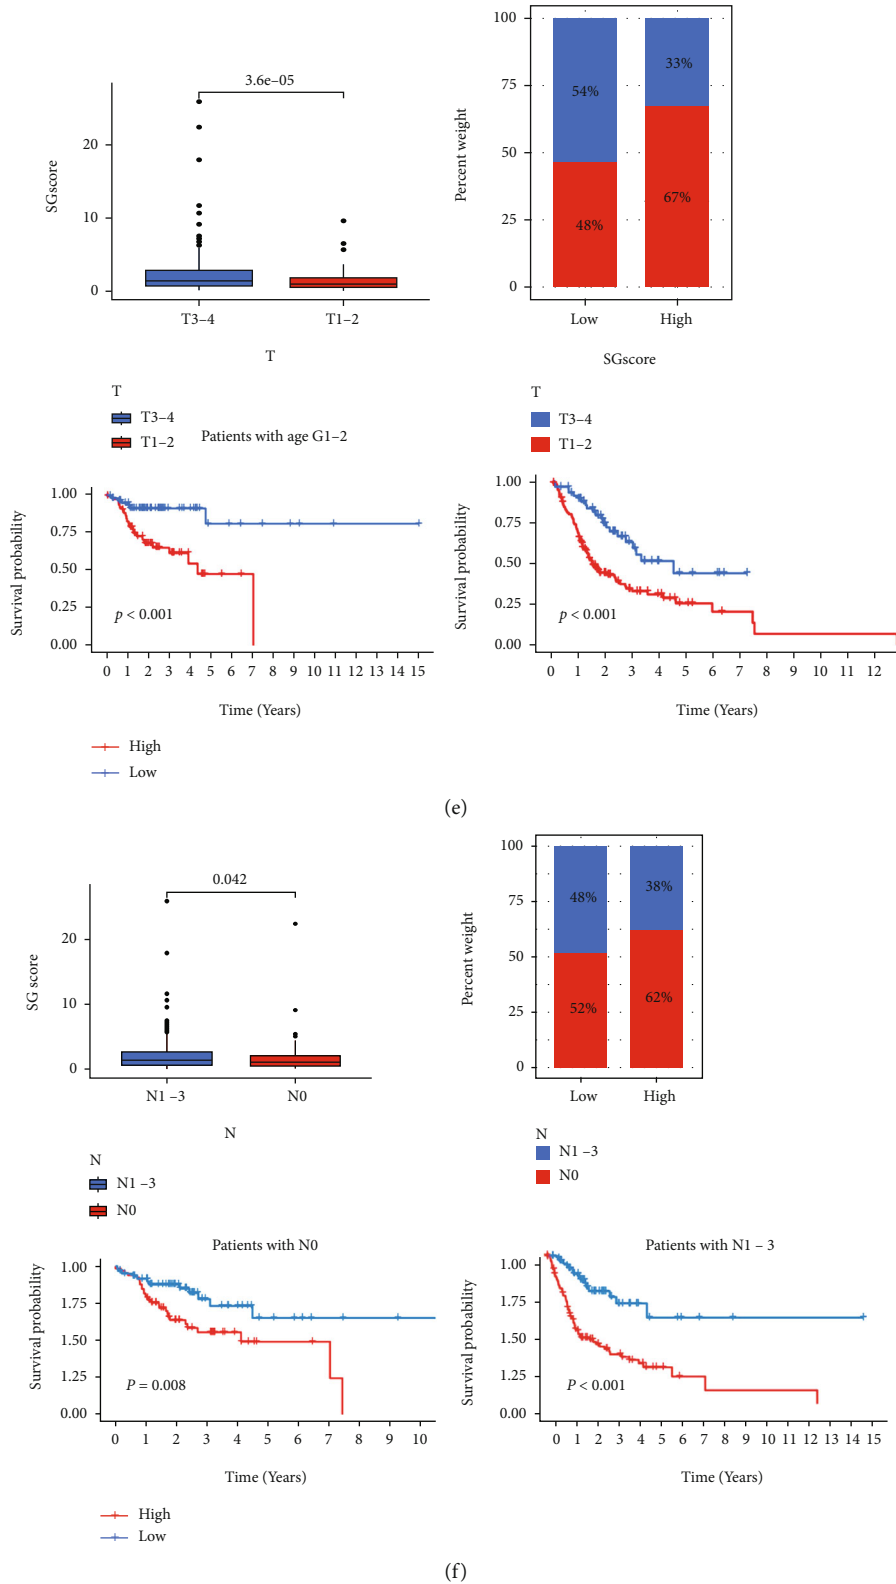 3.6e–05
SGscore
20
10
0
T3–4
T1–2
T
T
T3–4
T1–2
100
75
50
25
0
Percent weight
54%
48%
33%
67%
Low
High
SGscore
T
T3–4
T1–2
Patients with age G1–2
Survival probability
1.00
0.75
0.50
0.25
0.00
p < 0.001
0 1 2 3 4 5 6 7 8 9 10 11 12 13 14 15
Time (Years)
High
Low
Survival probability
1.00
0.75
0.50
0.25
0.00
p < 0.001
0 1 2 3 4 5 6 7 8 9 10 11 12
Time (Years)
(e)
0.042
SG score
20
10
0
N1 –3
N0
N
N
N1 –3
N0
100
75
50
25
0
Percent weight
48%
52%
38%
62%
Low
High
N
N1 –3
N0
Patients with N0
Survival probability
1.00
1.75
1.50
1.25
0.00
P = 0.008
0 1 2 3 4 5 6 7 8 9 10
Time (Years)
High
Low
Patients with N1 – 3
Survival probability
1.00
1.75
1.50
1.25
0.00
P < 0.001
0 1 2 3 4 5 6 7 8 9 10 11 12 13 14 15
Time (Years)
(f)